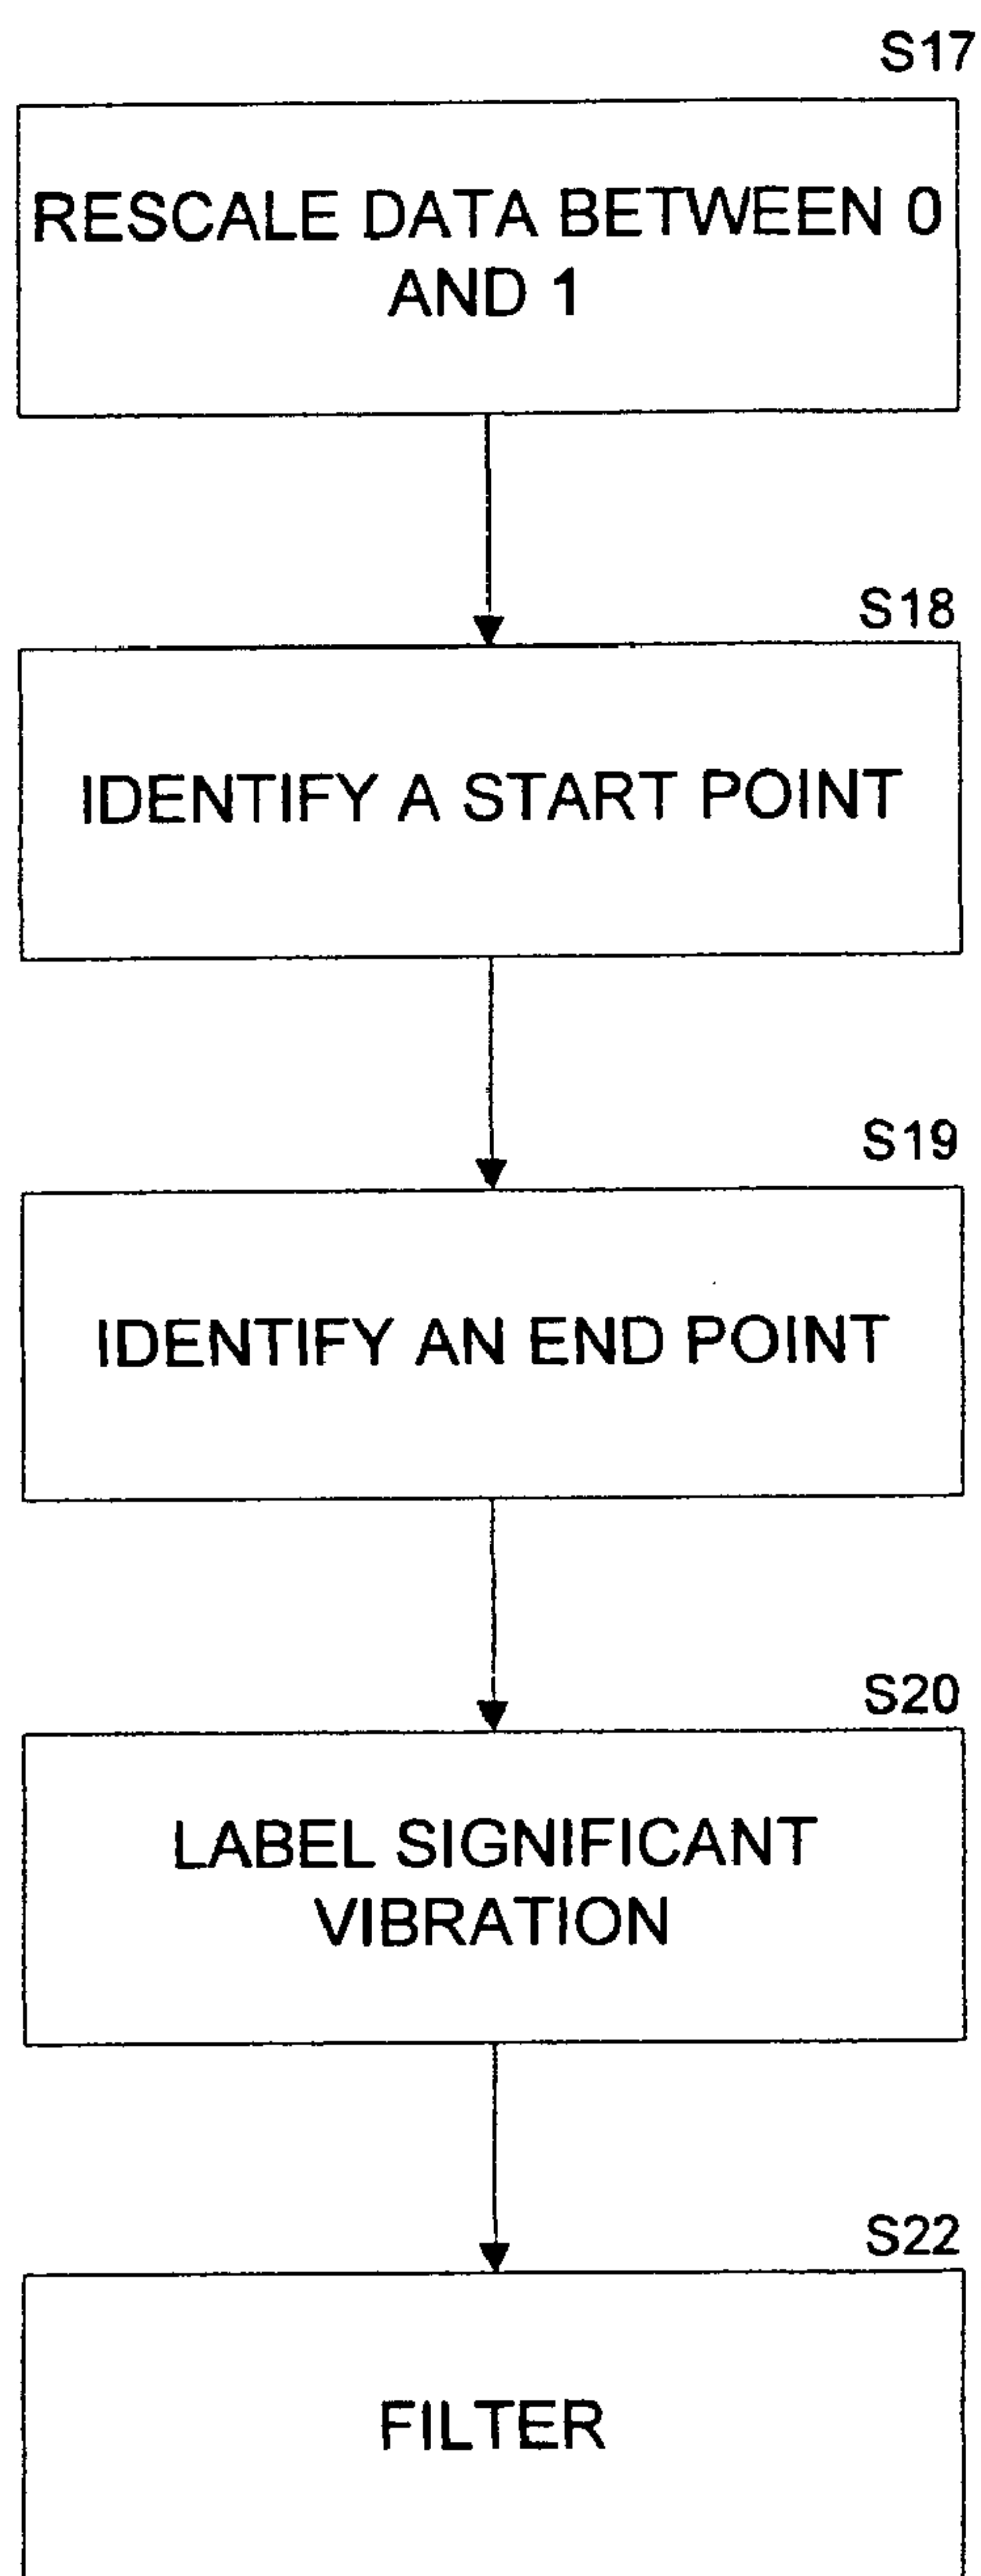 S17
RESCALE DATA BETWEEN 0
AND 1
S18
IDENTIFY A START POINT
S19
IDENTIFY AN END POINT
S20
LABEL SIGNIFICANT
VIBRATION
S22
FILTER